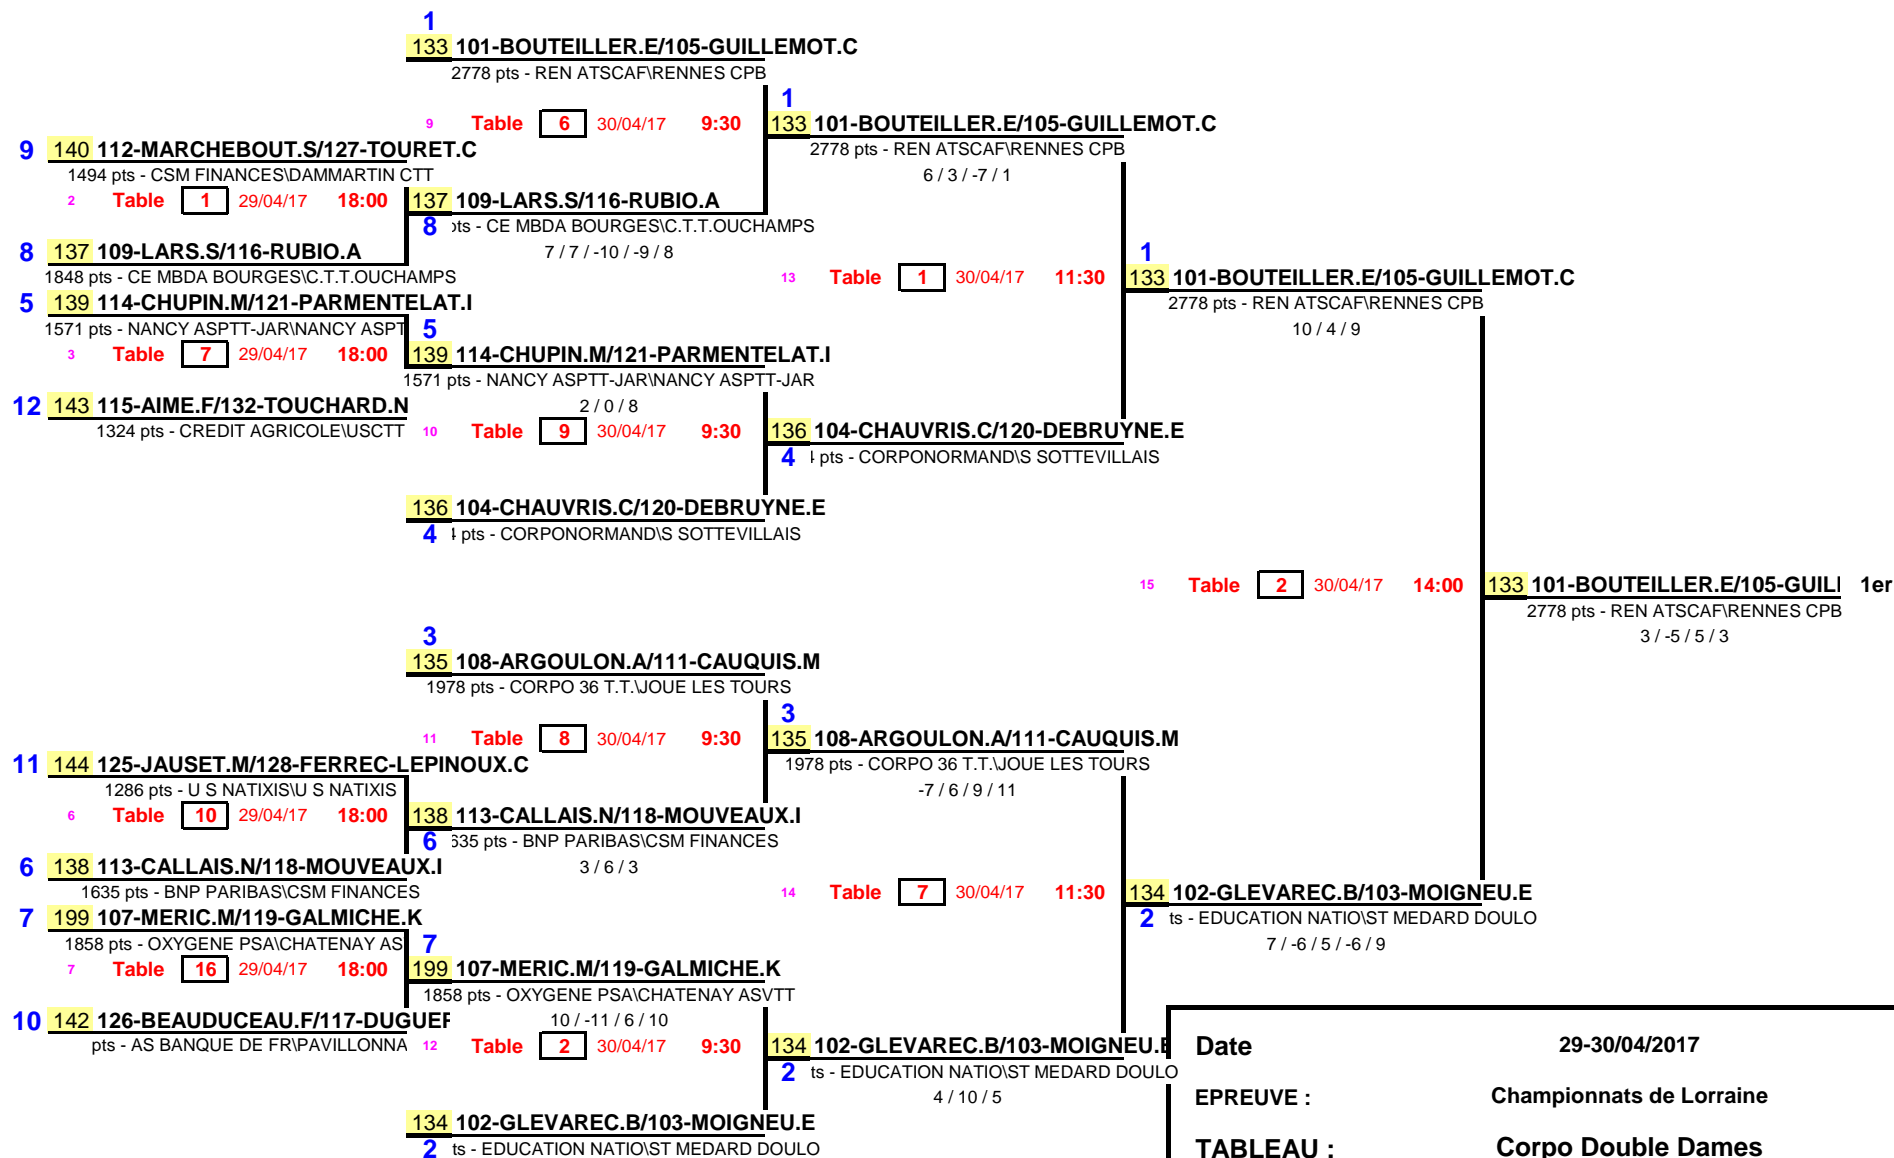 1
133 101-BOUTEILLER.E/105-GUILLEMOT.C
2778 pts - REN ATSCAF\RENNES CPB
9 Table 6 30/04/17 9:30
1
133 101-BOUTEILLER.E/105-GUILLEMOT.C
2778 pts - REN ATSCAF\RENNES CPB
6 / 3 / -7 / 1
9 140 112-MARCHEBOUT.S/127-TOURET.C
1494 pts - CSM FINANCES\DAMMARTIN CTT
2 Table 1 29/04/17 18:00
137 109-LARS.S/116-RUBIO.A
8 pts - CE MBDA BOURGES\C.T.T.OUCHAMPS
7 / 7 / -10 / -9 / 8
8 137 109-LARS.S/116-RUBIO.A
1848 pts - CE MBDA BOURGES\C.T.T.OUCHAMPS
13 Table 1 30/04/17 11:30
1
133 101-BOUTEILLER.E/105-GUILLEMOT.C
2778 pts - REN ATSCAF\RENNES CPB
10 / 4 / 9
5 139 114-CHUPIN.M/121-PARMENTELAT.I
1571 pts - NANCY ASPTT-JAR\NANCY ASPT
3 Table 7 29/04/17 18:00
5
139 114-CHUPIN.M/121-PARMENTELAT.I
1571 pts - NANCY ASPTT-JAR\NANCY ASPTT-JAR
2 / 0 / 8
12 143 115-AIME.F/132-TOUCHARD.N
1324 pts - CREDIT AGRICOLE\USCTT
10 Table 9 30/04/17 9:30
136 104-CHAUVRIS.C/120-DEBRUYNE.E
4 pts - CORPONORMAND\S SOTTEVILLAIS
136 104-CHAUVRIS.C/120-DEBRUYNE.E
4 pts - CORPONORMAND\S SOTTEVILLAIS
15 Table 2 30/04/17 14:00
133 101-BOUTEILLER.E/105-GUILL 1er
2778 pts - REN ATSCAF\RENNES CPB
3 / -5 / 5 / 3
3
135 108-ARGOULON.A/111-CAUQUIS.M
1978 pts - CORPO 36 T.T.\JOUE LES TOURS
11 Table 8 30/04/17 9:30
3
135 108-ARGOULON.A/111-CAUQUIS.M
1978 pts - CORPO 36 T.T.\JOUE LES TOURS
-7 / 6 / 9 / 11
11 144 125-JAUSET.M/128-FERREC-LEPINOUX.C
1286 pts - U S NATIXIS\U S NATIXIS
6 Table 10 29/04/17 18:00
138 113-CALLAIS.N/118-MOUVEAUX.I
6 635 pts - BNP PARIBAS\CSM FINANCES
3 / 6 / 3
6 138 113-CALLAIS.N/118-MOUVEAUX.I
1635 pts - BNP PARIBAS\CSM FINANCES
14 Table 7 30/04/17 11:30
134 102-GLEVAREC.B/103-MOIGNEU.E
2 ts - EDUCATION NATIO\ST MEDARD DOULO
7 / -6 / 5 / -6 / 9
7 199 107-MERIC.M/119-GALMICHE.K
1858 pts - OXYGENE PSA\CHATENAY AS
7 Table 16 29/04/17 18:00
7
199 107-MERIC.M/119-GALMICHE.K
1858 pts - OXYGENE PSA\CHATENAY ASVTT
10 / -11 / 6 / 10
10 142 126-BEAUDUCEAU.F/117-DUGUEF
pts - AS BANQUE DE FR\PAVILLONNA
12 Table 2 30/04/17 9:30
134 102-GLEVAREC.B/103-MOIGNEU.E
2 ts - EDUCATION NATIO\ST MEDARD DOULO
4 / 10 / 5
134 102-GLEVAREC.B/103-MOIGNEU.E
2 ts - EDUCATION NATIO\ST MEDARD DOULO
Date 29-30/04/2017
EPREUVE : Championnats de Lorraine
TABLEAU : Corpo Double Dames